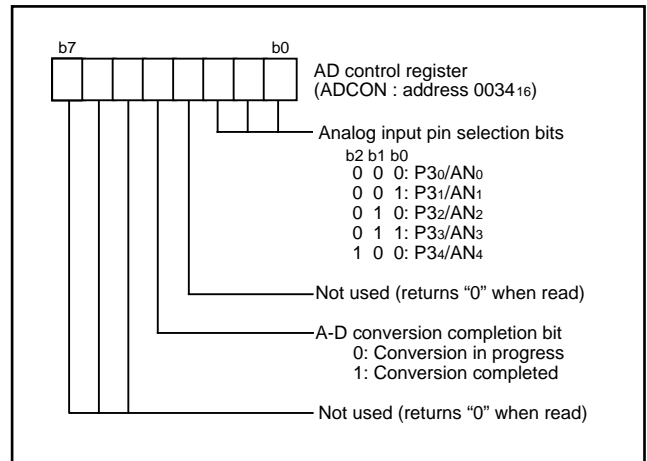 b7 b0
AD control register
(ADCON : address 0034₁₆)
Analog input pin selection bits
b2 b1 b0
0 0 0: P3₀/AN₀
0 0 1: P3₁/AN₁
0 1 0: P3₂/AN₂
0 1 1: P3₃/AN₃
1 0 0: P3₄/AN₄
Not used (returns “0” when read)
A-D conversion completion bit
0: Conversion in progress
1: Conversion completed
Not used (returns “0” when read)